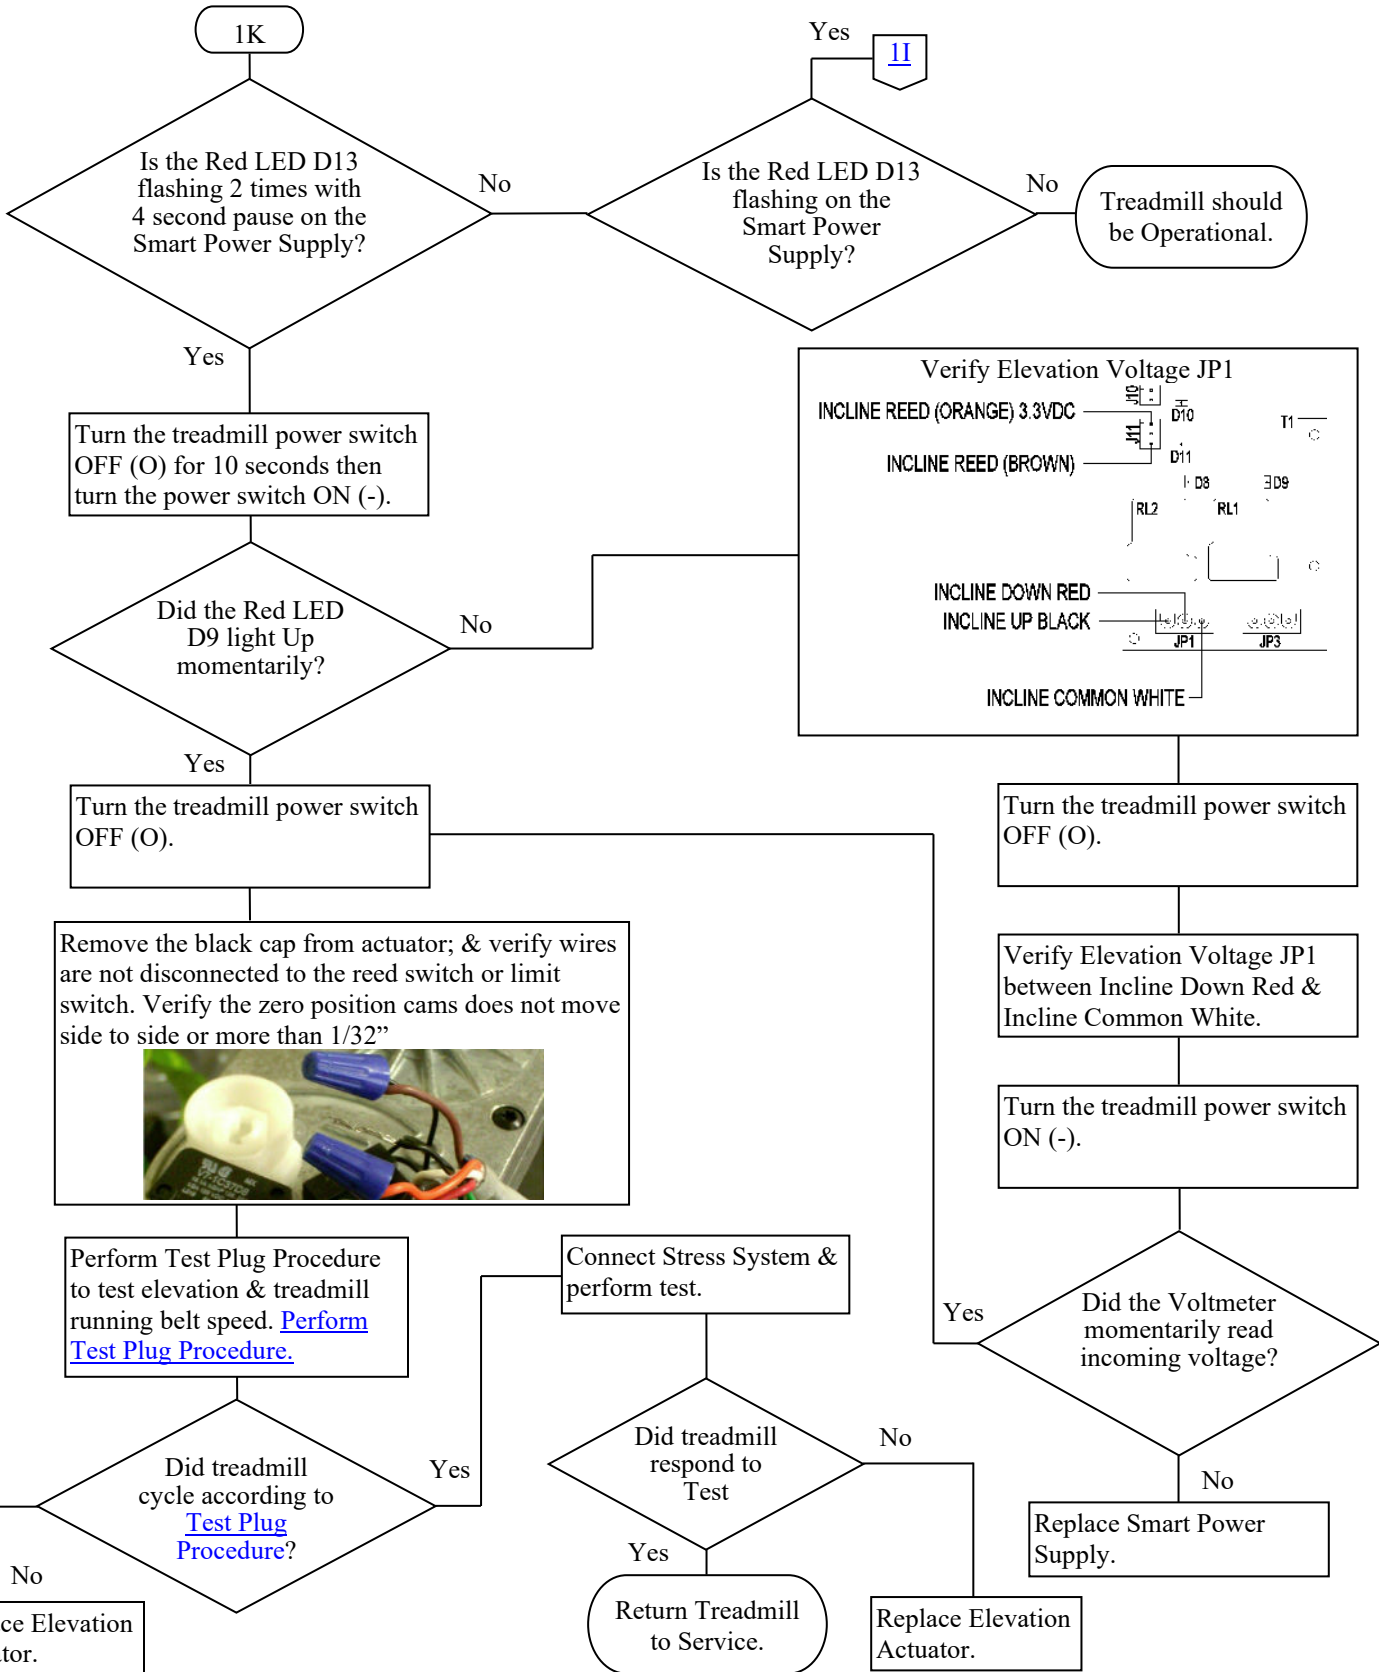 1K
Is the Red LED D13
flashing 2 times with
4 second pause on the
Smart Power Supply?
No
Yes
1I
Is the Red LED D13
flashing on the
Smart Power
Supply?
No
Treadmill should
be Operational.
Yes
Turn the treadmill power switch
OFF (O) for 10 seconds then
turn the power switch ON (-).
Did the Red LED
D9 light Up
momentarily?
No
Verify Elevation Voltage JP1
INCLINE REED (ORANGE) 3.3VDC
INCLINE REED (BROWN)
J10
D10
T1
J11
D11
D8
D9
RL2
RL1
INCLINE DOWN RED
INCLINE UP BLACK
JP1
JP3
INCLINE COMMON WHITE
Yes
Turn the treadmill power switch
OFF (O).
Turn the treadmill power switch
OFF (O).
Remove the black cap from actuator; & verify wires
are not disconnected to the reed switch or limit
switch. Verify the zero position cams does not move
side to side or more than 1/32”
Verify Elevation Voltage JP1
between Incline Down Red &
Incline Common White.
Turn the treadmill power switch
ON (-).
Did the Voltmeter
momentarily read
incoming voltage?
Yes
No
Replace Smart Power
Supply.
Perform Test Plug Procedure
to test elevation & treadmill
running belt speed. Perform
Test Plug Procedure.
Did treadmill
cycle according to
Test Plug
Procedure?
Yes
No
ce Elevation
tor.
Connect Stress System &
perform test.
Did treadmill
respond to
Test
No
Yes
Return Treadmill
to Service.
Replace Elevation
Actuator.